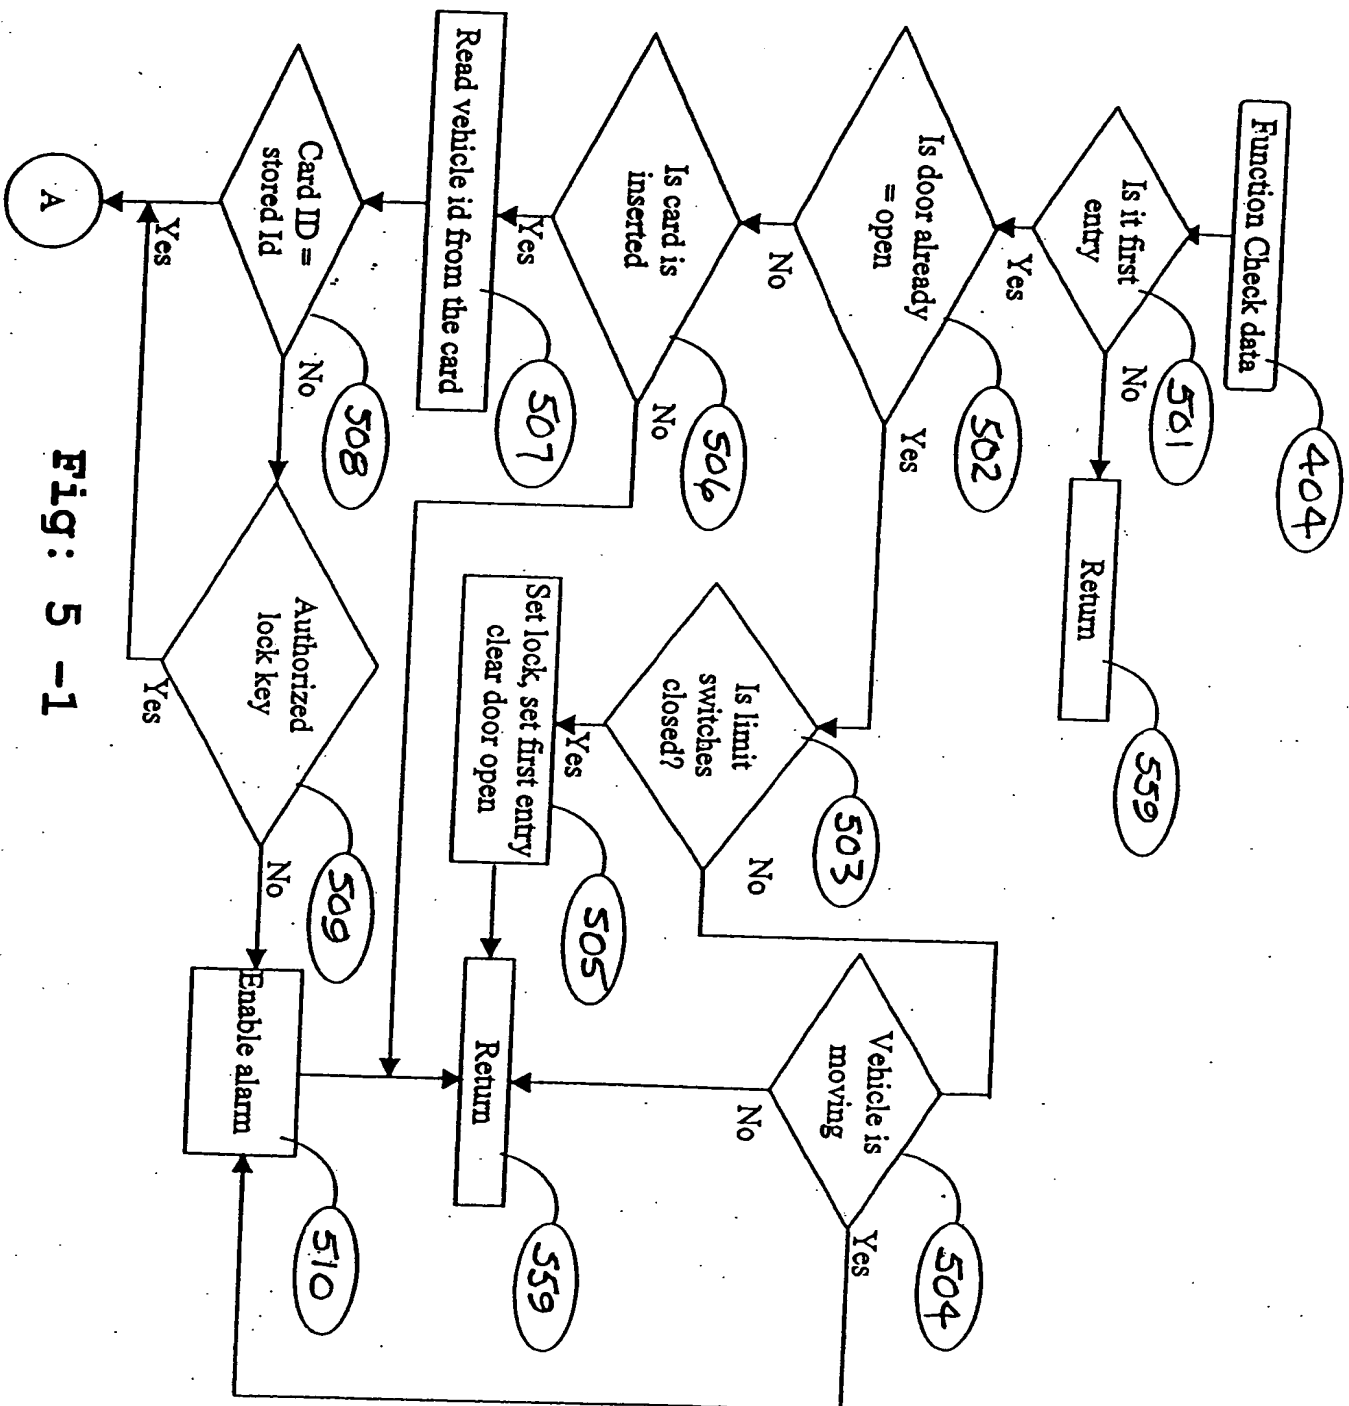 Function Check data
404
Is it first
entry
501
Yes
No
Return
559
Is door already
= open
502
No
Yes
Is limit
switches
closed?
503
Yes
No
Vehicle is
moving
504
No
Yes
Is card is
inserted
506
Yes
No
Set lock, set first entry
clear door open
505
Return
559
Read vehicle id from the card
507
Card ID =
stored Id
508
Yes
No
Authorized
lock key
509
Yes
No
Enable alarm
510
A
Fig: 5 -1